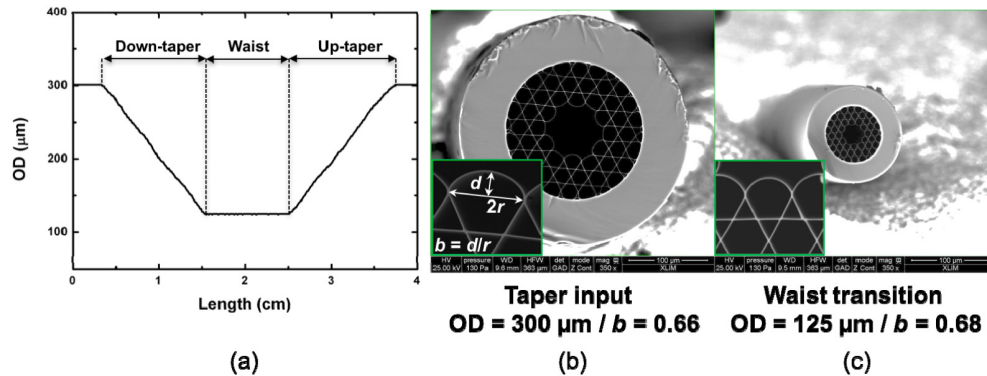 400
300
200
100
OD (µm)
Down-taper
Waist
Up-taper
0
1
2
3
4
Length (cm)
(a)
d
2r
b = d/r
HV
pressure
WD
HFW
det
mode
mag
100 µm
25.00 kV
130 Pa
9.6 mm
363 µm
GAD
Z Cont
350 x
XLIM
Taper input
OD = 300 µm / b = 0.66
(b)
HV
pressure
WD
HFW
det
mode
mag
100 µm
25.00 kV
130 Pa
9.5 mm
363 µm
GAD
Z Cont
350 x
XLIM
Waist transition
OD = 125 µm / b = 0.68
(c)